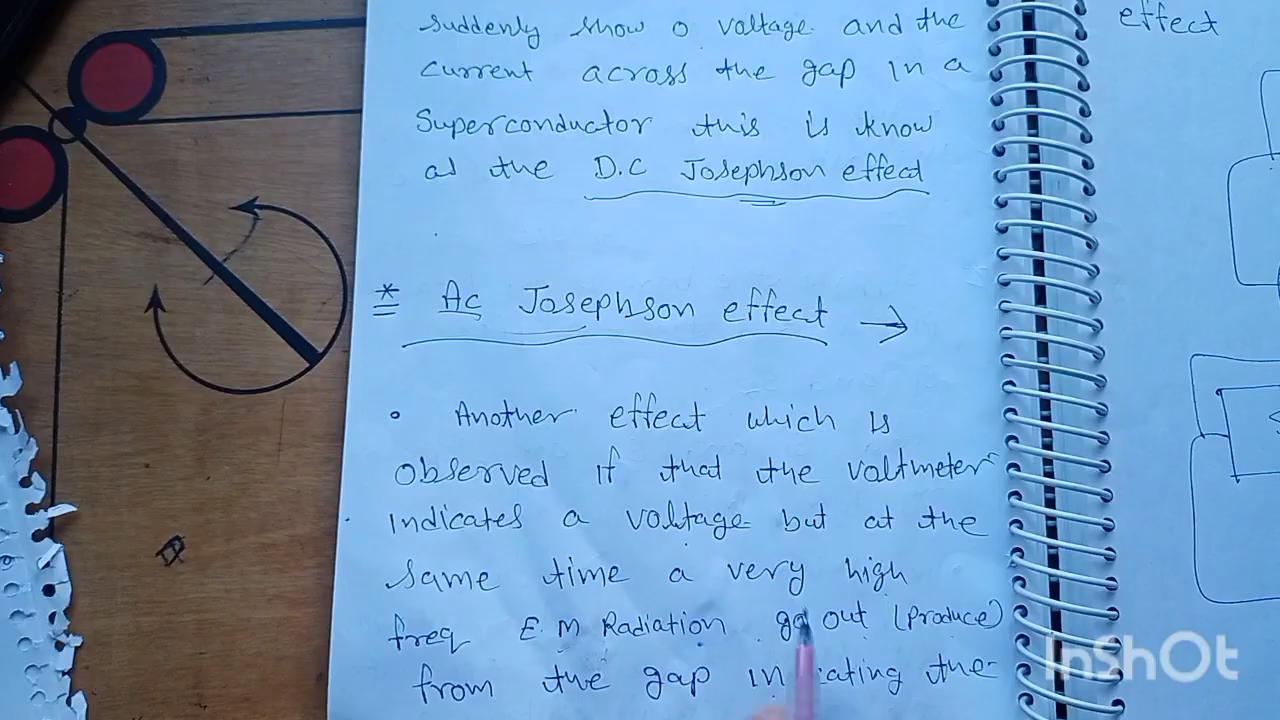 suddenly show o voltage and the
current across the gap in a
Superconductor this is know
as the D.C Josephson effect
* Ac Josephson effect →
Another effect which is
observed if that the voltmeter
indicates a voltage but at the
same time a very high
freq E M Radiation go out (Produce)
from the gap in cating the
effect
InShOt